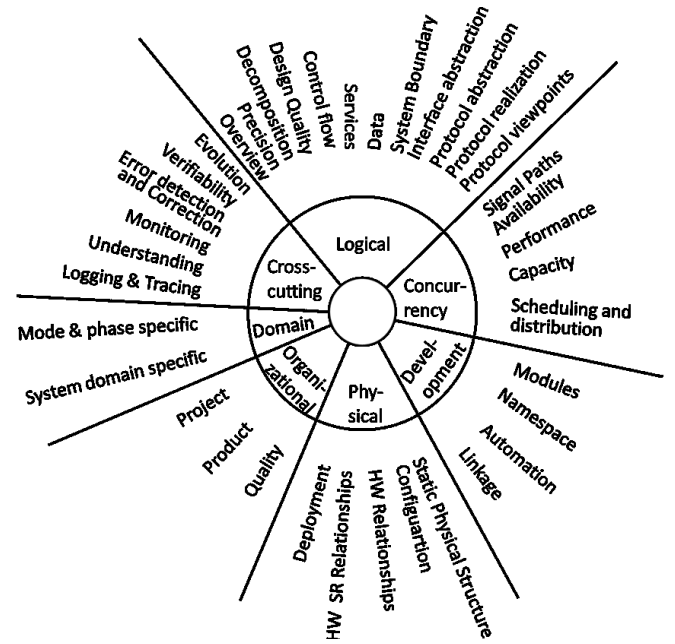 Logical
Overview
Precision
Decomposition
Design Quality
Control flow
Services
Data
System Boundary
Interface abstraction
Protocol abstraction
Protocol realization
Protocol viewpoints
Concur-
rency
Signal Paths
Availability
Performance
Capacity
Scheduling and
distribution
Devel-
opment
Modules
Namespace
Automation
Linkage
Phy-
sical
Static Physical Structure
Configuartion
HW Relationships
HW SR Relationships
Deployment
Organi-
zational
Quality
Product
Project
Domain
System domain specific
Mode & phase specific
Cross-
cutting
Logging & Tracing
Understanding
Monitoring
Error detection
and Correction
Verifiability
Evolution